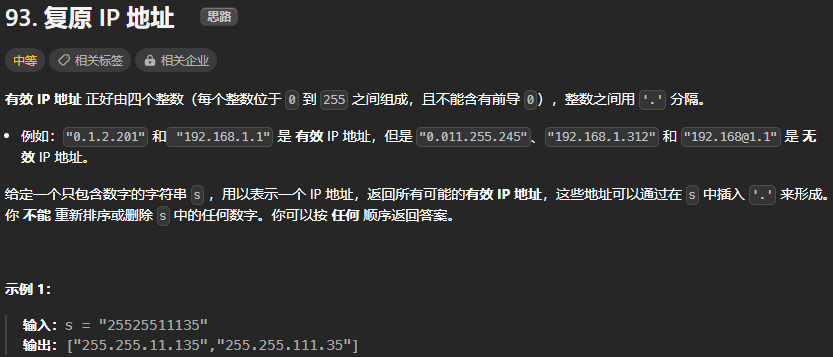 93. 复原 IP 地址 思路
中等 相关标签 相关企业
有效 IP 地址 正好由四个整数（每个整数位于 0 到 255 之间组成，且不能含有前导 0），整数之间用 '.' 分隔。
例如："0.1.2.201" 和 "192.168.1.1" 是 有效 IP 地址，但是 "0.011.255.245"、"192.168.1.312" 和 "192.168@1.1" 是 无
效 IP 地址。
给定一个只包含数字的字符串 s ，用以表示一个 IP 地址，返回所有可能的有效 IP 地址，这些地址可以通过在 s 中插入 '.' 来形成。
你 不能 重新排序或删除 s 中的任何数字。你可以按 任何 顺序返回答案。
示例 1：
输入：s = "25525511135"
输出：["255.255.11.135","255.255.111.35"]